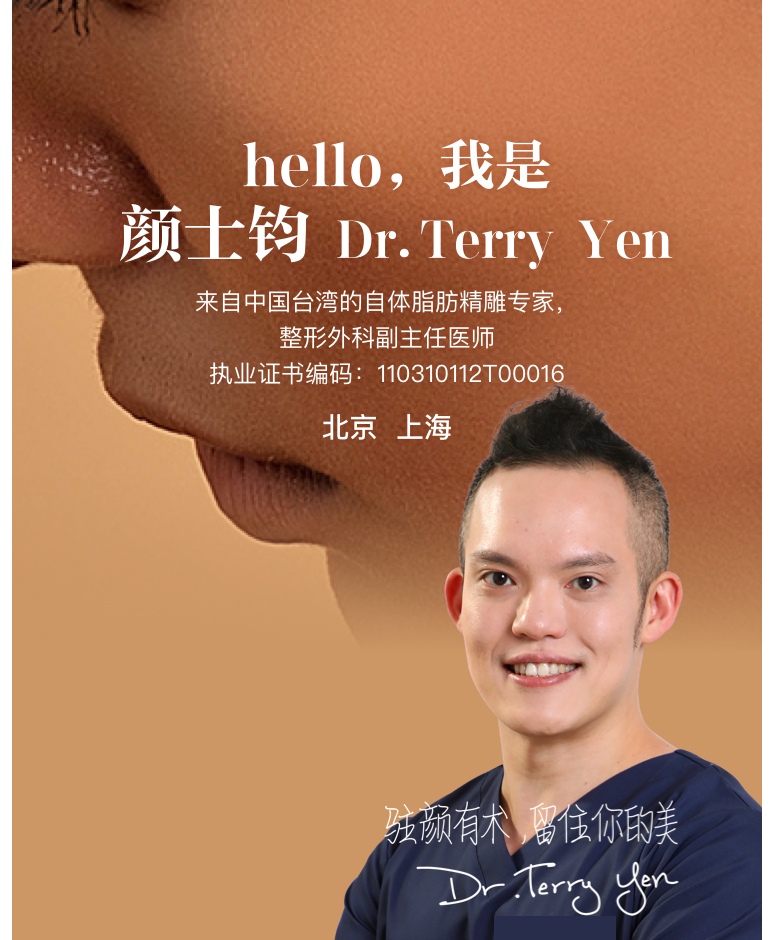 hello，我是
颜士钧 Dr. Terry Yen
来自中国台湾的自体脂肪精雕专家，
整形外科副主任医师
执业证书编码：110310112T00016
北京 上海
驻颜有术，留住你的美
Dr. Terry Yen